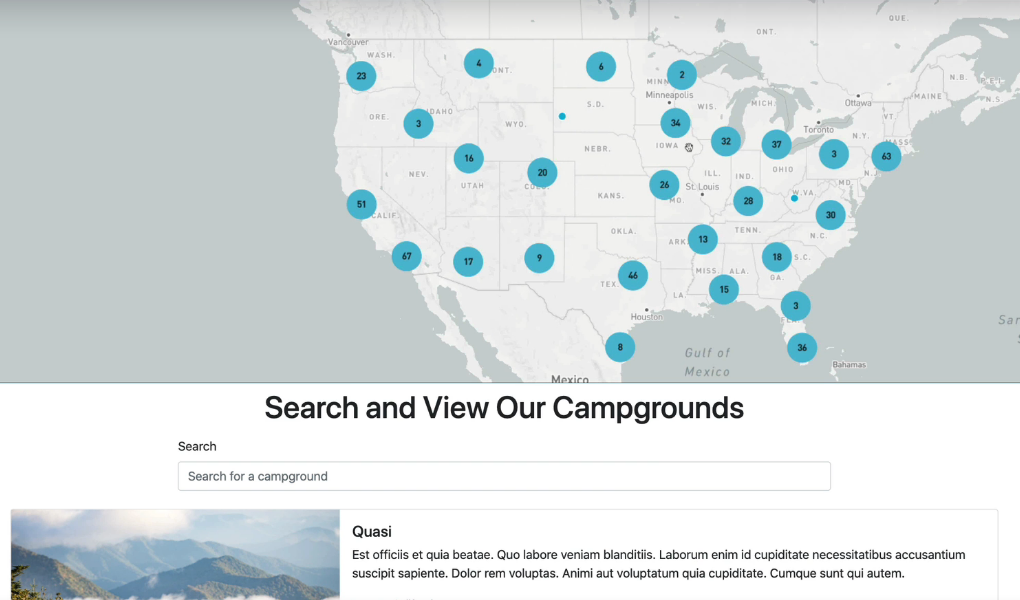 QUE.
ONT.
Vancouver
WASH.
4
ONT.
6
MINN
2
23
N.B.
P.E.I.
Minneapolis
MAINE
N.S.
S.D.
WIS.
MICH.
Ottawa
VT.
ORE.
3
IDAHO
WYO.
34
Toronto
N.Y.
MASS
NEBR.
IOWA
32
37
3
63
16
NEV.
UTAH
20
COLO.
ILL.
IND.
OHIO
N.J.
MD.
26
St. Louis
MO.
KANS.
28
W.VA.
51
CALIF.
30
OKLA.
ARK.
13
TENN.
N.C.
67
17
9
18
S.C.
GA.
46
TEX.
MISS.
ALA.
15
LA.
3
FLA.
Houston
8
Gulf of
Mexico
36
Bahamas
Sar
Mexico
Search and View Our Campgrounds
Search
Search for a campground
Quasi
Est officiis et quia beatae. Quo labore veniam blanditiis. Laborum enim id cupiditate necessitatibus accusantium
suscipit sapiente. Dolor rem voluptas. Animi aut voluptatum quia cupiditate. Cumque sunt qui autem.